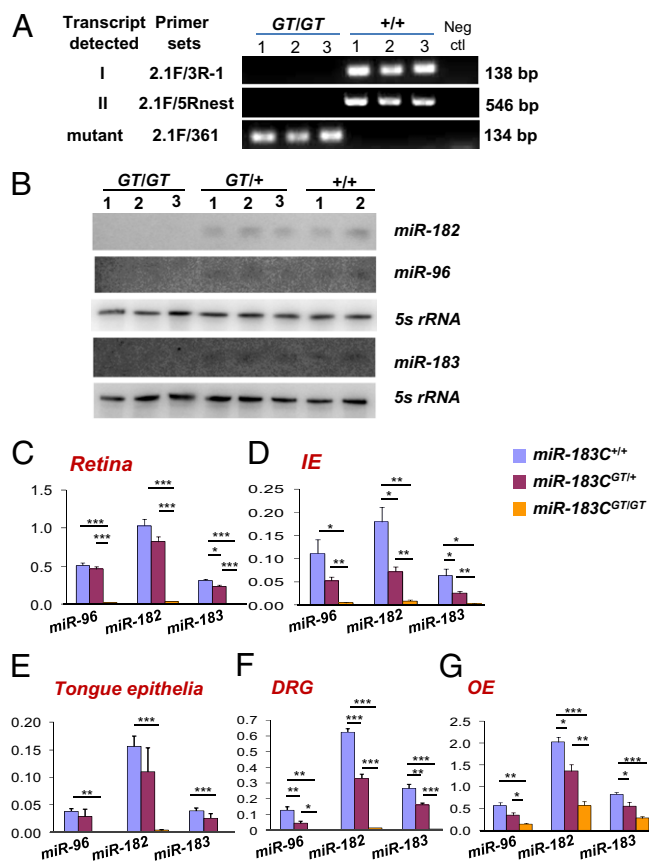 A
Transcript detected
Primer sets
GT/GT
+/+
Neg ctl
1 2 3 1 2 3
I 2.1F/3R-1 138 bp
II 2.1F/5Rnest 546 bp
mutant 2.1F/361 134 bp
B
GT/GT GT/+ +/+
1 2 3 1 2 3 1 2
miR-182
miR-96
5s rRNA
miR-183
5s rRNA
C Retina
1.5
1.0
0.5
0.0
*** *** *** *** *** * ***
miR-96 miR-182 miR-183
D IE
0.25
0.20
0.15
0.10
0.05
0.00
* ** ** * ** * * **
miR-96 miR-182 miR-183
miR-183C+/+
miR-183CGT/+
miR-183CGT/GT
E Tongue epithelia
0.20
0.15
0.10
0.05
0.00
** *** ***
miR-96 miR-182 miR-183
F DRG
0.7
0.6
0.5
0.4
0.3
0.2
0.1
0
** ** * *** *** *** *** ** ***
miR-96 miR-182 miR-183
G OE
2.5
2.0
1.5
1.0
0.5
0.0
** * *** * ** *** *
miR-96 miR-182 miR-183